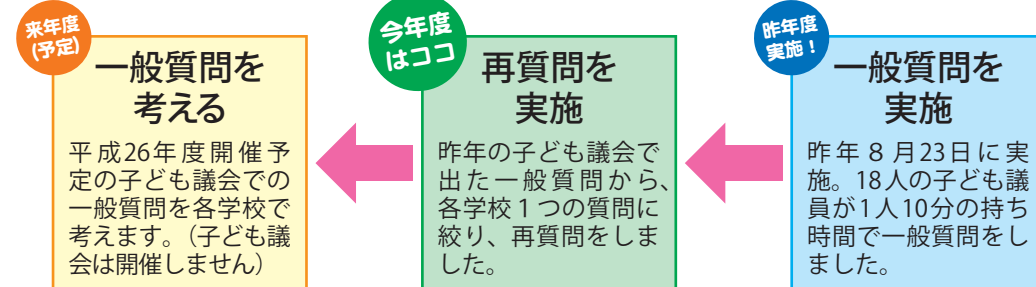 来年度
(予定)
一般質問を
考える
平成26年度開催予
定の子ども議会での
一般質問を各学校で
考えます。（子ども議
会は開催しません）
今年度
はココ
再質問を
実施
昨年の子ども議会で
出た一般質問から、
各学校１つの質問に
絞り、再質問をしま
した。
昨年度
実施！
一般質問を
実施
昨年８月23日に実
施。18人の子ども議
員が1人10分の持ち
時間で一般質問をし
ました。